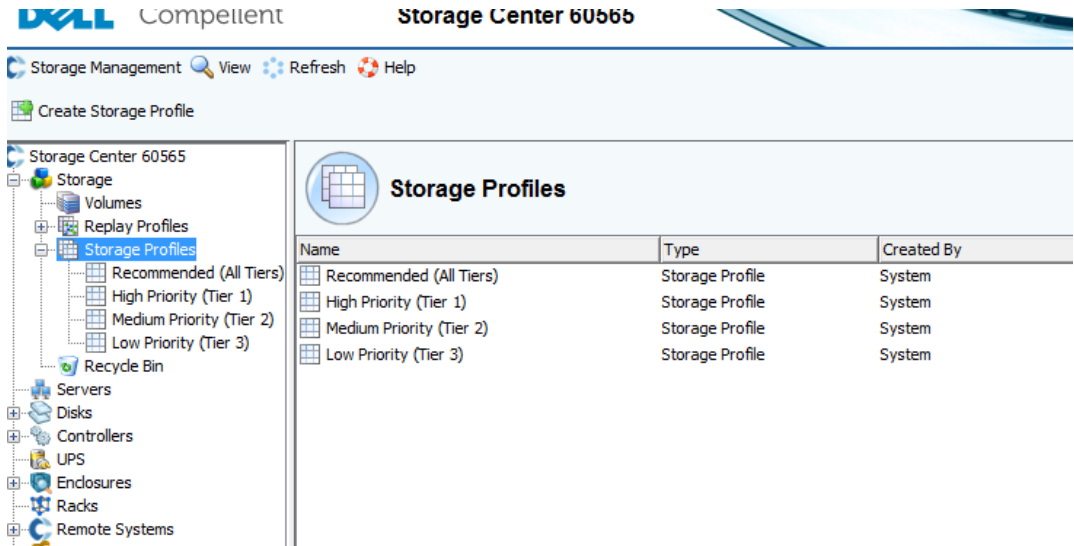 DELL Compellent Storage Center 60565
Storage Management View Refresh Help
Create Storage Profile
Storage Center 60565
Storage
Volumes
Replay Profiles
Storage Profiles
Recommended (All Tiers)
High Priority (Tier 1)
Medium Priority (Tier 2)
Low Priority (Tier 3)
Recycle Bin
Servers
Disks
Controllers
UPS
Enclosures
Racks
Remote Systems
Storage Profiles
Name Type Created By
Recommended (All Tiers) Storage Profile System
High Priority (Tier 1) Storage Profile System
Medium Priority (Tier 2) Storage Profile System
Low Priority (Tier 3) Storage Profile System